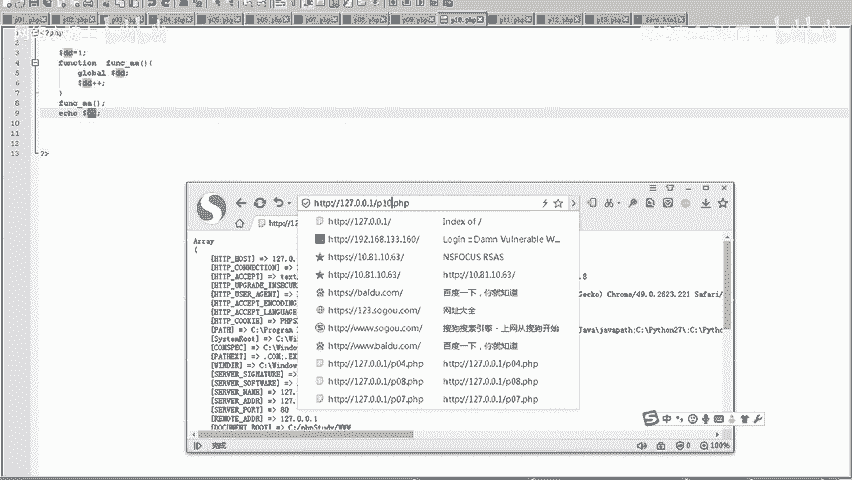 p01.php p02.php p03.php p04.php p05.php p06.php p07.php p08.php p09.php p10.php p11.php p12.php p13.php form.html
1 <?php
2
3 $dd=1;
4 function func_aa(){
5 global $dd;
6 $dd++;
7 }
8 func_aa();
9 echo $dd;
10
11
12
13 ?>
http://127.0.0.1/p10.php
http://12
http://127.0.0.1/ Index of /
http://192.168.133.160/ Login :: Damn Vulnerable W...
http://10.81.10.63/ NSFOCUS RSAS
http://10.81.10.63/ http://10.81.10.63/
https://baidu.com/ 百度一下，你就知道
https://123.sogou.com/ 网址大全
http://www.sogou.com/ 搜狗搜索引擎 - 上网从搜狗开始
http://www.baidu.com/ 百度一下，你就知道
http://127.0.0.1/p04.php http://127.0.0.1/p04.php
http://127.0.0.1/p08.php http://127.0.0.1/p08.php
http://127.0.0.1/p07.php http://127.0.0.1/p07.php
Array
(
[HTTP_HOST] => 127.0.
[HTTP_CONNECTION] =>
[HTTP_ACCEPT] => text, .8
[HTTP_UPGRADE_INSECUR
[HTTP_USER_AGENT] => Gecko) Chrome/49.0.2623.221 Safari/
[HTTP_ACCEPT_ENCODING
[HTTP_ACCEPT_LANGUAGE
[HTTP_COOKIE] => PHPS
[PATH] => C:\Program Java\javapath;C:\Python27\;C:\Pytho
[SystemRoot] => C:\Wi
[COMSPEC] => C:\Window
[PATHEXT] => .COM;.EX
[WINDIR] => C:\Window
[SERVER_SIGNATURE] =>
[SERVER_SOFTWARE] =>
[SERVER_NAME] => 127.
[SERVER_ADDR] => 127.
[SERVER_PORT] => 80
[REMOTE_ADDR] => 127.0.0.1
[DOCUMENT_ROOT] => C:/phpStudy/WWW
中
完成
0
100%